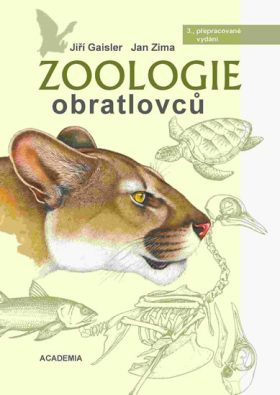 Jiří Gaisler Jan Zima
3., přepracované
vydání
ZOOLOGIE
obratlovců
ACADEMIA